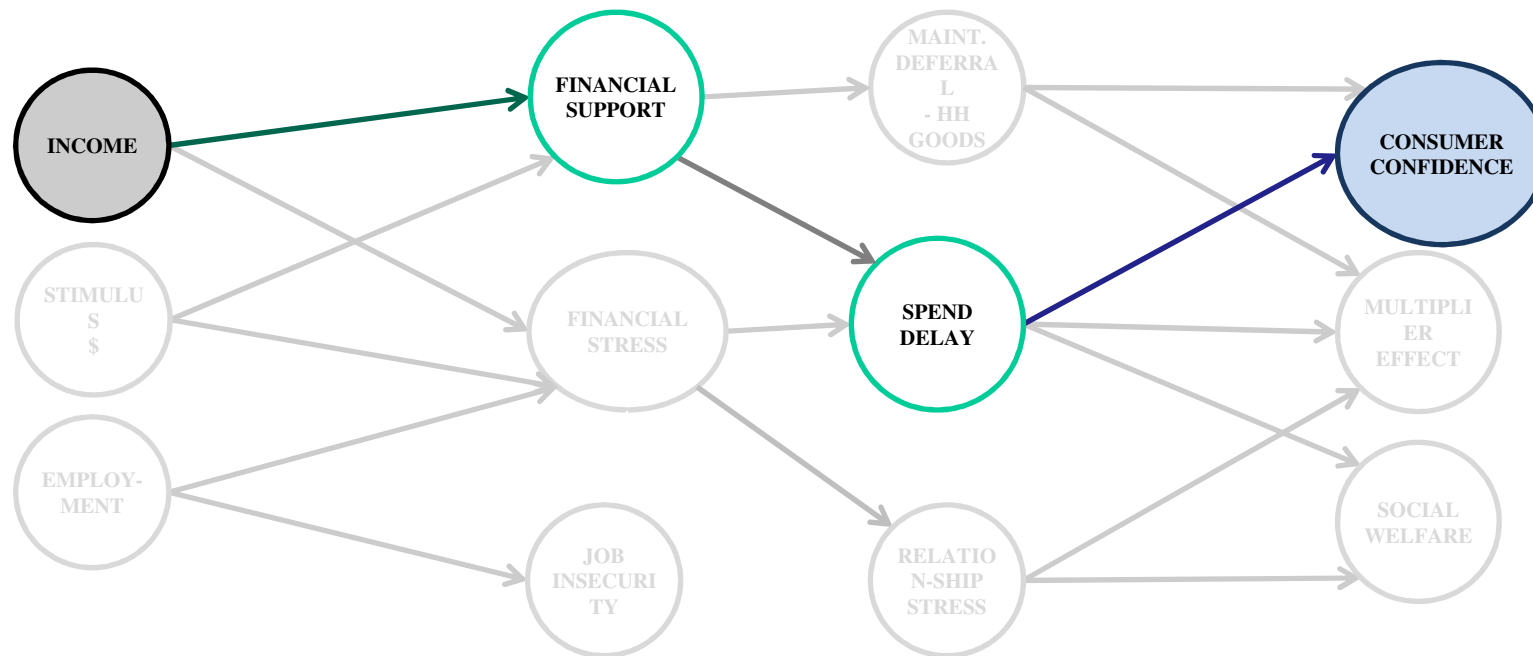 INCOME
FINANCIAL
SUPPORT
MAINT.
DEFERRA
L
- HH
GOODS
CONSUMER
CONFIDENCE
STIMULU
S
$
FINANCIAL
STRESS
SPEND
DELAY
MULTIPLI
ER
EFFECT
EMPLOY-
MENT
JOB
INSECURI
TY
RELATIO
N-SHIP
STRESS
SOCIAL
WELFARE